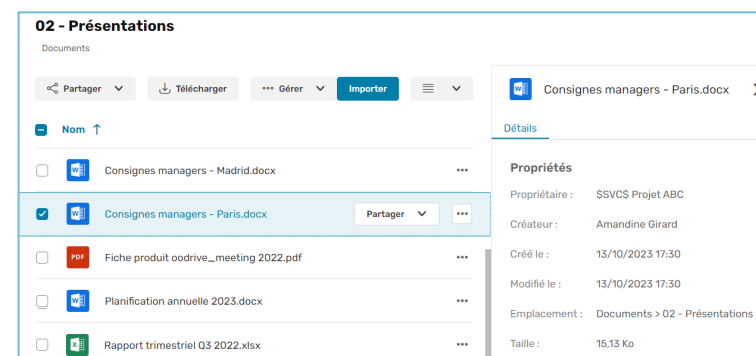 02 - Présentations
Documents
Partager
Télécharger
Gérer
Importer
Nom
Consignes managers - Madrid.docx
Consignes managers - Paris.docx
Partager
PDF
Fiche produit oodrive_meeting 2022.pdf
Planification annuelle 2023.docx
Rapport trimestriel Q3 2022.xlsx
Consignes managers - Paris.docx
Détails
Propriétés
Propriétaire : $SVC$ Projet ABC
Créateur : Amandine Girard
Créé le : 13/10/2023 17:30
Modifié le : 13/10/2023 17:30
Emplacement : Documents > 02 - Présentations
Taille : 15,13 Ko